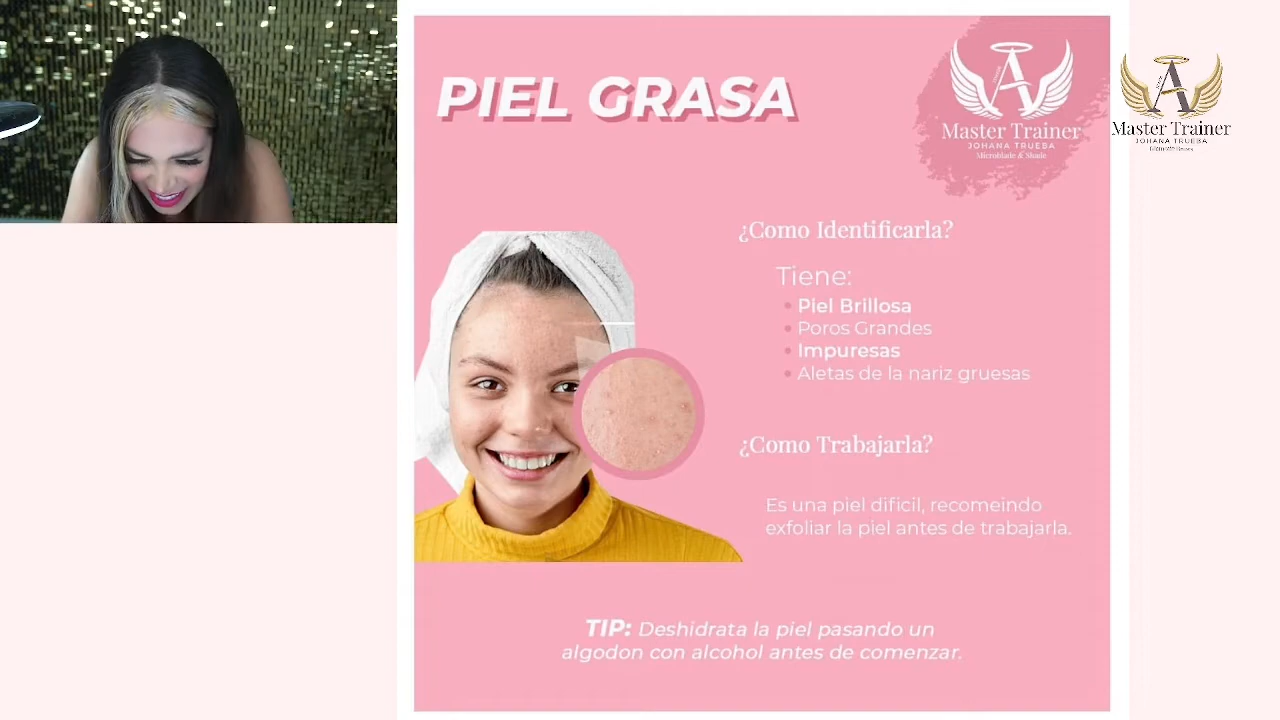 PIEL GRASA
Master Trainer
JOHANA TRUEBA
Microblade & Shade
Master Trainer
JOHANA TRUEBA
¿Como Identificarla?
Tiene:
Piel Brillosa
Poros Grandes
Impuresas
Aletas de la nariz gruesas
¿Como Trabajarla?
Es una piel dificil, recomeindo
exfoliar la piel antes de trabajarla.
TIP: Deshidrata la piel pasando un
algodon con alcohol antes de comenzar.